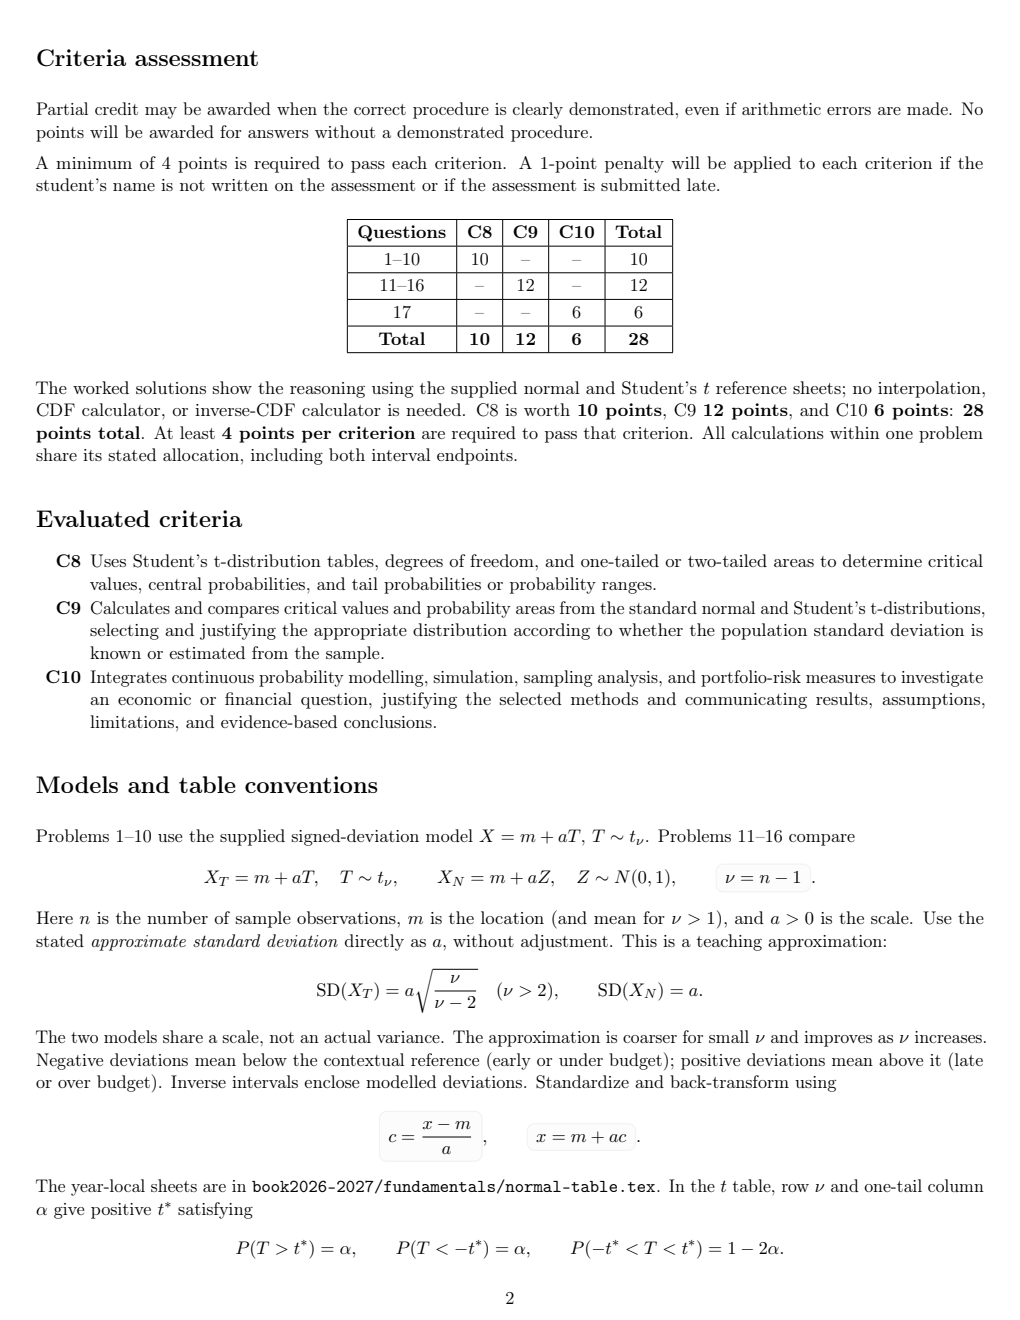 Criteria assessment
Partial credit may be awarded when the correct procedure is clearly demonstrated, even if arithmetic errors are made. No
points will be awarded for answers without a demonstrated procedure.
A minimum of 4 points is required to pass each criterion. A 1-point penalty will be applied to each criterion if the
student's name is not written on the assessment or if the assessment is submitted late.
Questions C8 C9 C10 Total
1–10 10 – – 10
11–16 – 12 – 12
17 – – 6 6
Total 10 12 6 28
The worked solutions show the reasoning using the supplied normal and Student's t reference sheets; no interpolation,
CDF calculator, or inverse-CDF calculator is needed. C8 is worth 10 points, C9 12 points, and C10 6 points: 28
points total. At least 4 points per criterion are required to pass that criterion. All calculations within one problem
share its stated allocation, including both interval endpoints.
Evaluated criteria
C8 Uses Student's t-distribution tables, degrees of freedom, and one-tailed or two-tailed areas to determine critical
values, central probabilities, and tail probabilities or probability ranges.
C9 Calculates and compares critical values and probability areas from the standard normal and Student's t-distributions,
selecting and justifying the appropriate distribution according to whether the population standard deviation is
known or estimated from the sample.
C10 Integrates continuous probability modelling, simulation, sampling analysis, and portfolio-risk measures to investigate
an economic or financial question, justifying the selected methods and communicating results, assumptions,
limitations, and evidence-based conclusions.
Models and table conventions
Problems 1–10 use the supplied signed-deviation model X = m + aT, T ∼ tν. Problems 11–16 compare
XT = m + aT, T ∼ tν, XN = m + aZ, Z ∼ N(0, 1), ν = n − 1 .
Here n is the number of sample observations, m is the location (and mean for ν > 1), and a > 0 is the scale. Use the
stated approximate standard deviation directly as a, without adjustment. This is a teaching approximation:
SD(XT) = a√(ν/(ν − 2)) (ν > 2), SD(XN) = a.
The two models share a scale, not an actual variance. The approximation is coarser for small ν and improves as ν increases.
Negative deviations mean below the contextual reference (early or under budget); positive deviations mean above it (late
or over budget). Inverse intervals enclose modelled deviations. Standardize and back-transform using
c = (x − m)/a , x = m + ac .
The year-local sheets are in book2026-2027/fundamentals/normal-table.tex. In the t table, row ν and one-tail column
α give positive t* satisfying
P(T > t*) = α, P(T < −t*) = α, P(−t* < T < t*) = 1 − 2α.
2